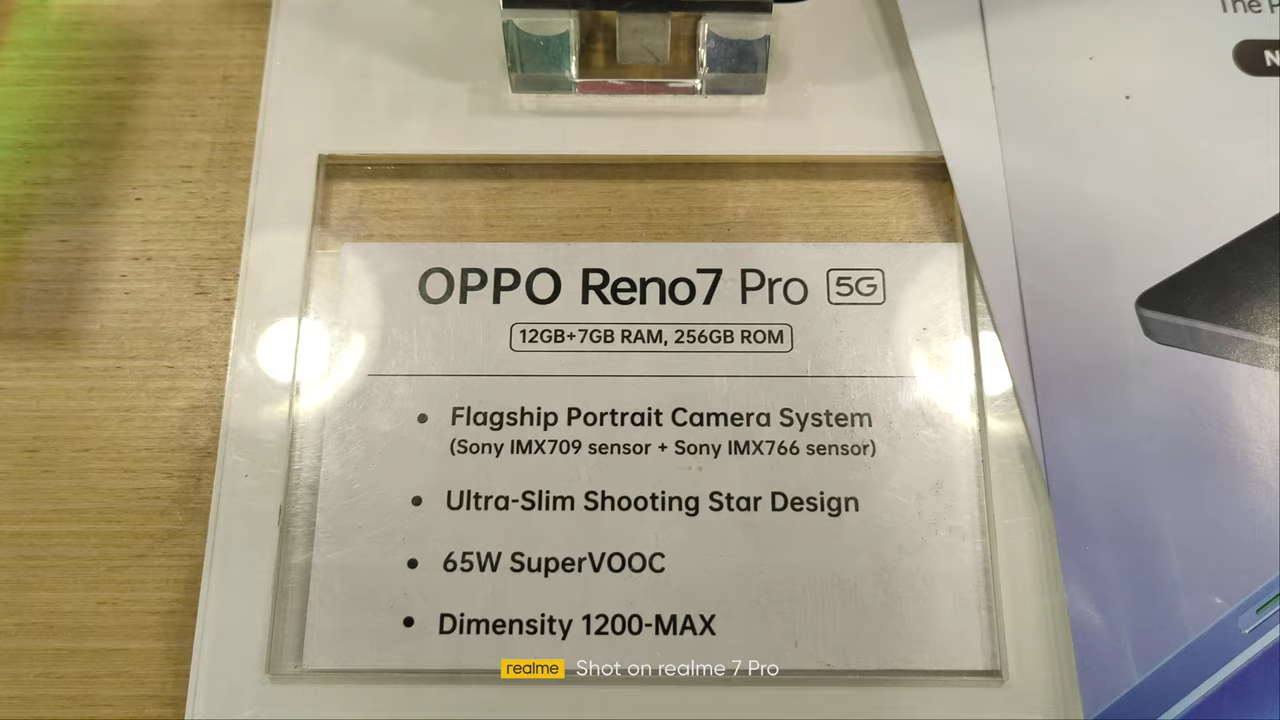 The
N
OPPO Reno7 Pro 5G
12GB+7GB RAM, 256GB ROM
• Flagship Portrait Camera System
(Sony IMX709 sensor + Sony IMX766 sensor)
• Ultra-Slim Shooting Star Design
• 65W SuperVOOC
• Dimensity 1200-MAX
realme Shot on realme 7 Pro